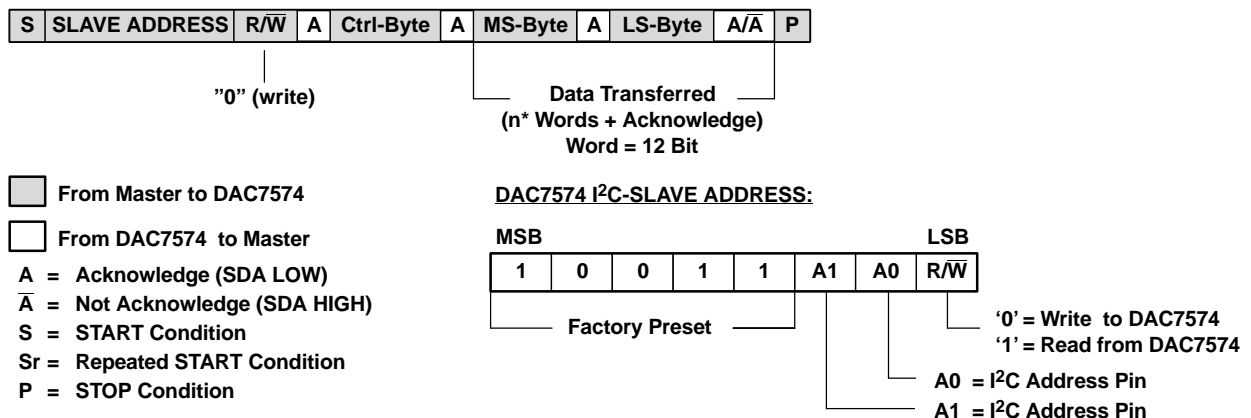 S SLAVE ADDRESS R/W̅ A Ctrl-Byte A MS-Byte A LS-Byte A/A̅ P
”0” (write)
Data Transferred
(n* Words + Acknowledge)
Word = 12 Bit
From Master to DAC7574
From DAC7574 to Master
A = Acknowledge (SDA LOW)
A̅ = Not Acknowledge (SDA HIGH)
S = START Condition
Sr = Repeated START Condition
P = STOP Condition
DAC7574 I²C-SLAVE ADDRESS:
MSB LSB
1 0 0 1 1 A1 A0 R/W̅
Factory Preset
‘0’ = Write to DAC7574
‘1’ = Read from DAC7574
A0 = I²C Address Pin
A1 = I²C Address Pin